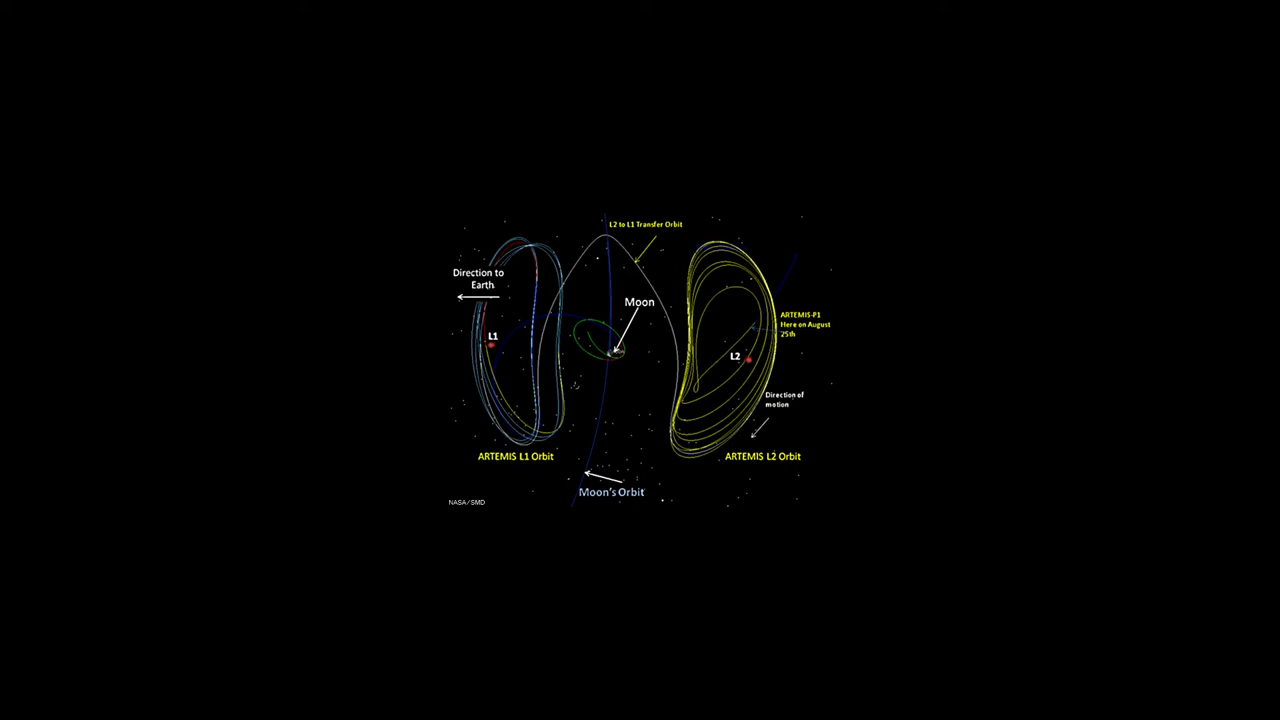 L2 to L1 Transfer Orbit
Direction to
Earth
Moon
ARTEMIS-P1
Here on August
25th
L1
L2
Direction of
motion
ARTEMIS L1 Orbit
ARTEMIS L2 Orbit
Moon's Orbit
NASA/SMD